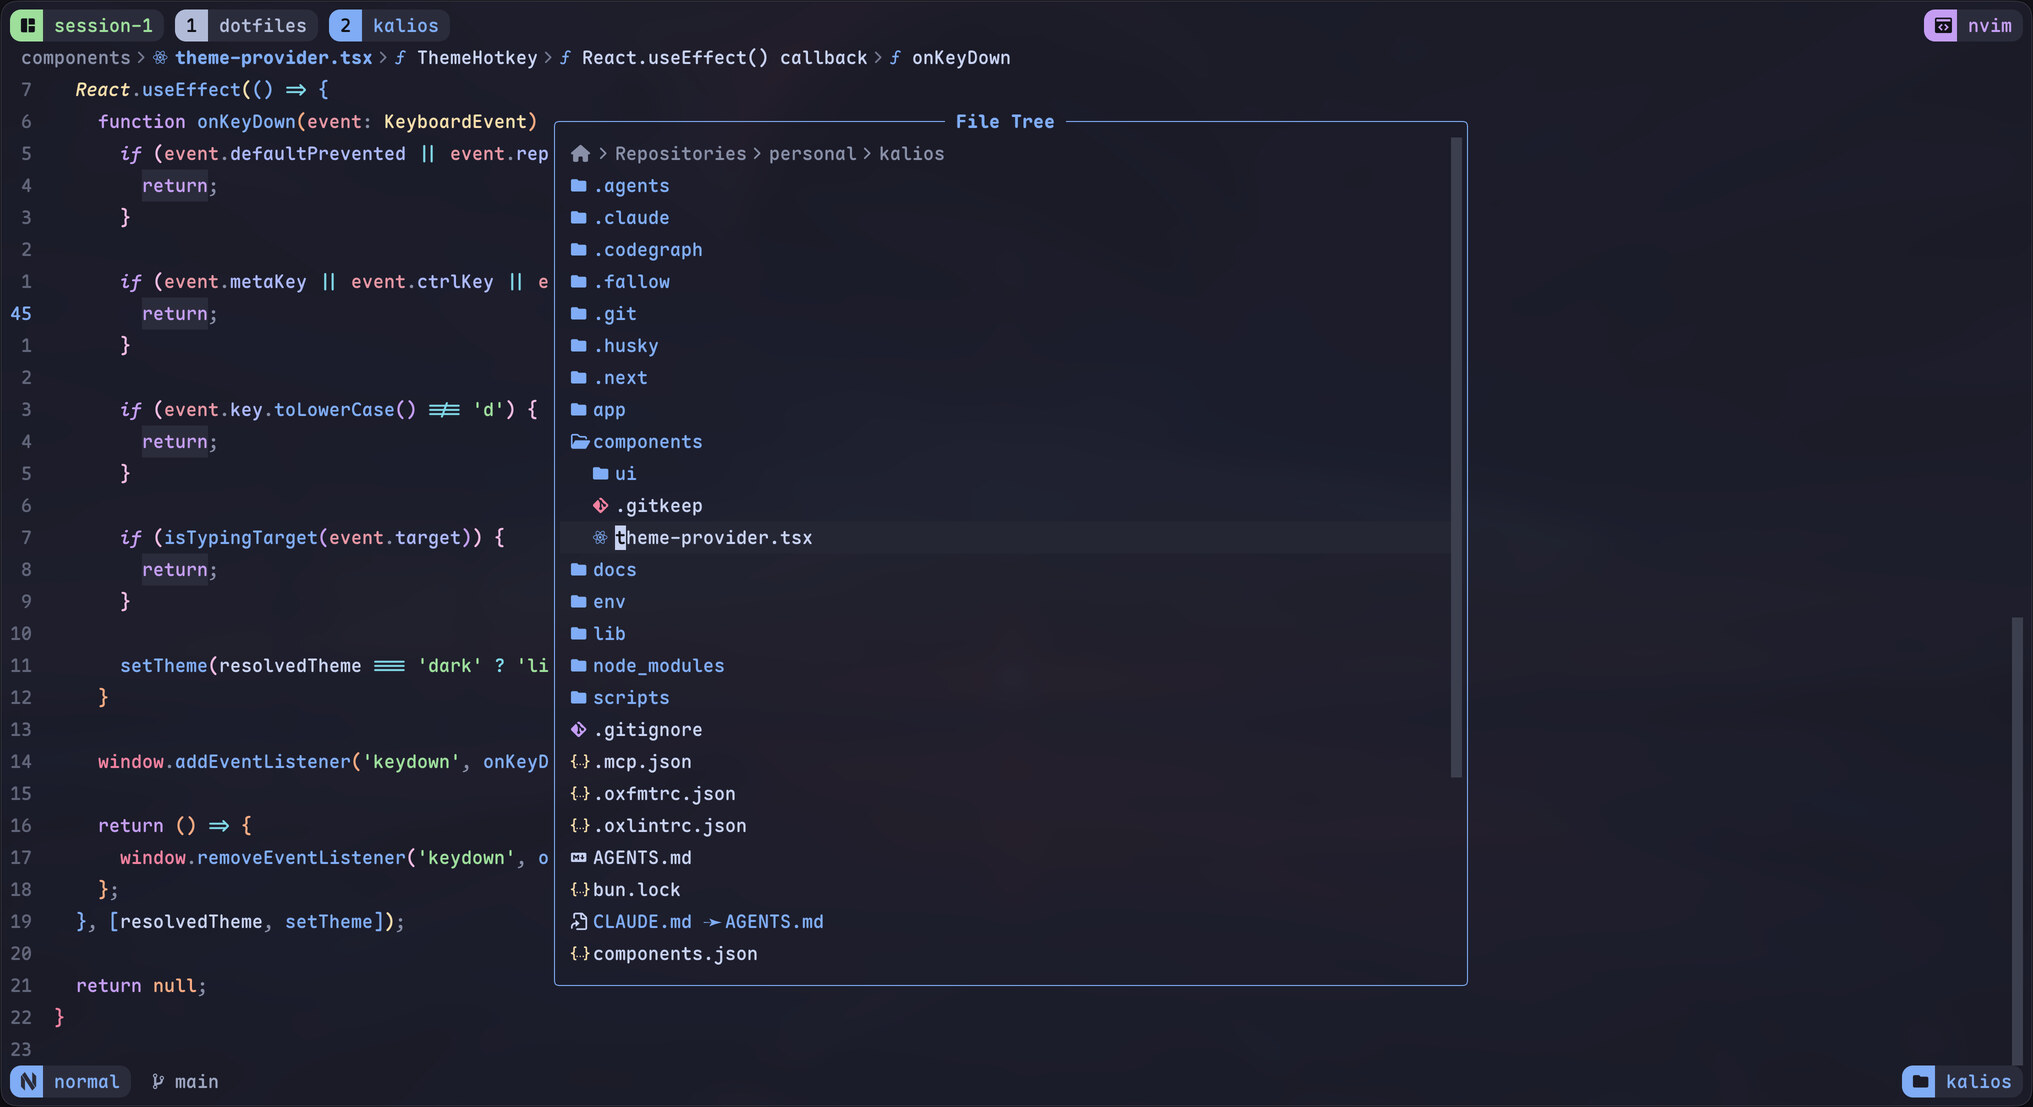 session-1 1 dotfiles 2 kalios nvim
components > theme-provider.tsx > ƒ ThemeHotkey > ƒ React.useEffect() callback > ƒ onKeyDown
7 React.useEffect(() => {
6 function onKeyDown(event: KeyboardEvent)
5 if (event.defaultPrevented || event.rep
4 return;
3 }
2
1 if (event.metaKey || event.ctrlKey || e
45 return;
1 }
2
3 if (event.key.toLowerCase() !== 'd') {
4 return;
5 }
6
7 if (isTypingTarget(event.target)) {
8 return;
9 }
10
11 setTheme(resolvedTheme === 'dark' ? 'li
12 }
13
14 window.addEventListener('keydown', onKeyD
15
16 return () => {
17 window.removeEventListener('keydown', o
18 };
19 }, [resolvedTheme, setTheme]);
20
21 return null;
22 }
23
File Tree
> Repositories > personal > kalios
.agents
.claude
.codegraph
.fallow
.git
.husky
.next
app
components
ui
.gitkeep
theme-provider.tsx
docs
env
lib
node_modules
scripts
.gitignore
{..} .mcp.json
{..} .oxfmtrc.json
{..} .oxlintrc.json
AGENTS.md
{..} bun.lock
CLAUDE.md → AGENTS.md
{..} components.json
normal main kalios